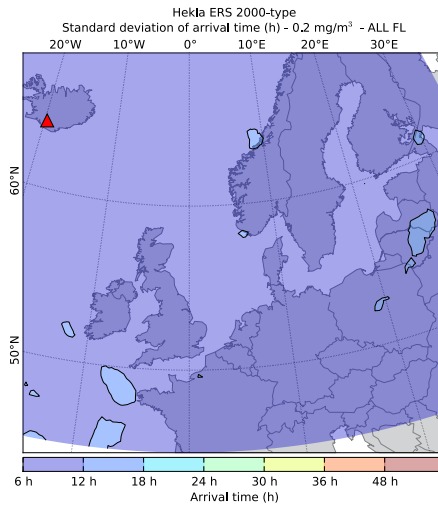 Hekla ERS 2000-type
Standard deviation of arrival time (h) - 0.2 mg/m³ - ALL FL
20°W 10°W 0° 10°E 20°E 30°E
60°N
50°N
6 h 12 h 18 h 24 h 30 h 36 h 48 h
Arrival time (h)